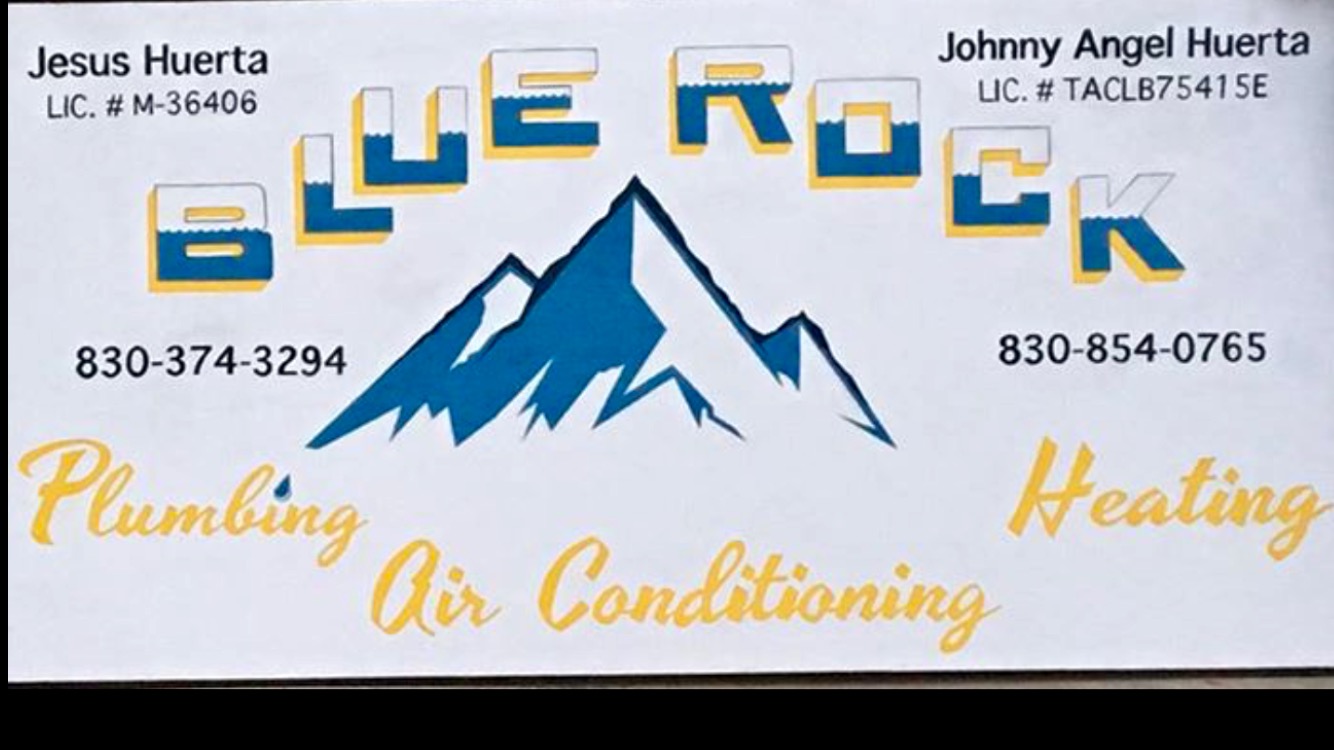 Jesus Huerta
LIC. # M-36406
Johnny Angel Huerta
LIC. # TACLB75415E
BLUE ROCK
830-374-3294
830-854-0765
Plumbing
Heating
Air Conditioning